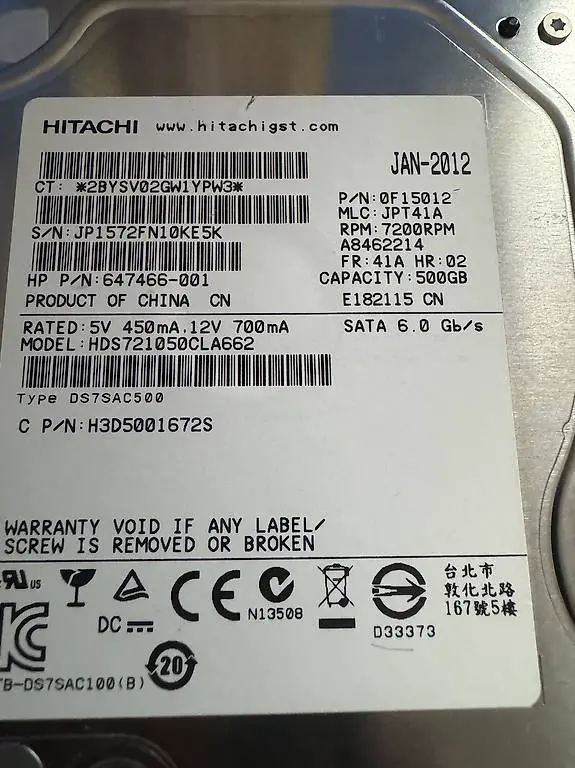 HITACHI www.hitachigst.com
JAN-2012
CT: *2BYSV02GW1YPW3*
P/N:0F15012
MLC:JPT41A
S/N:JP1572FN10KE5K
RPM:7200RPM
A8462214
FR:41A HR:02
HP P/N:647466-001
CAPACITY:500GB
PRODUCT OF CHINA CN
E182115 CN
RATED:5V 450mA,12V 700mA
SATA 6.0 Gb/s
MODEL:HDS721050CLA662
Type DS7SAC500
C P/N:H3D5001672S
WARRANTY VOID IF ANY LABEL/
SCREW IS REMOVED OR BROKEN
US
CE
N13508
DC
台北市
敦化北路
167號5樓
D33373
20
TB-DS7SAC100(B)